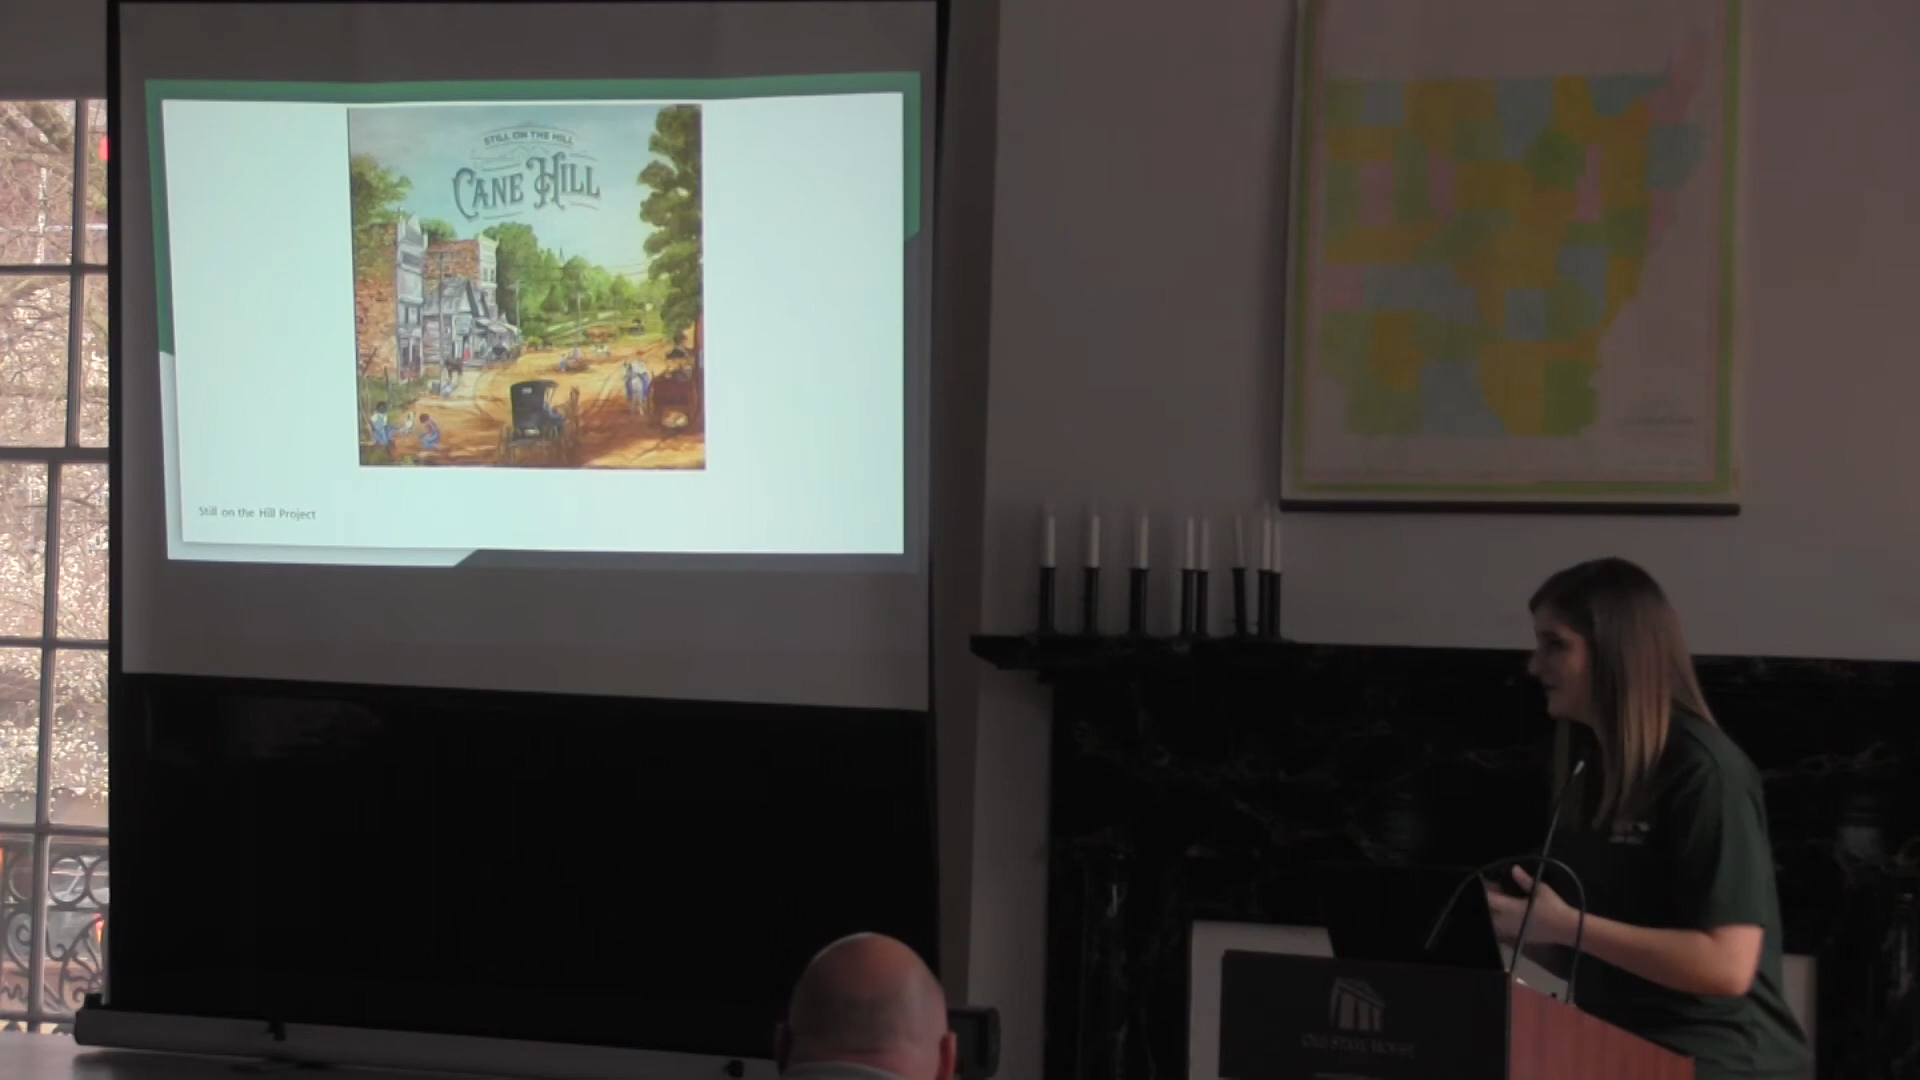 STILL ON THE HILL
CANE HILL
Still on the Hill Project
OLD STATE HOUSE